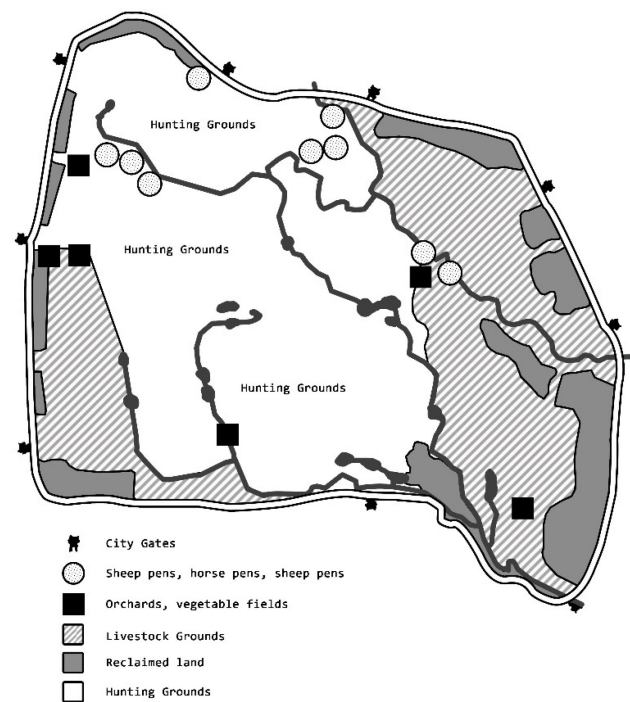 Hunting Grounds
Hunting Grounds
Hunting Grounds
City Gates
Sheep pens, horse pens, sheep pens
Orchards, vegetable fields
Livestock Grounds
Reclaimed land
Hunting Grounds